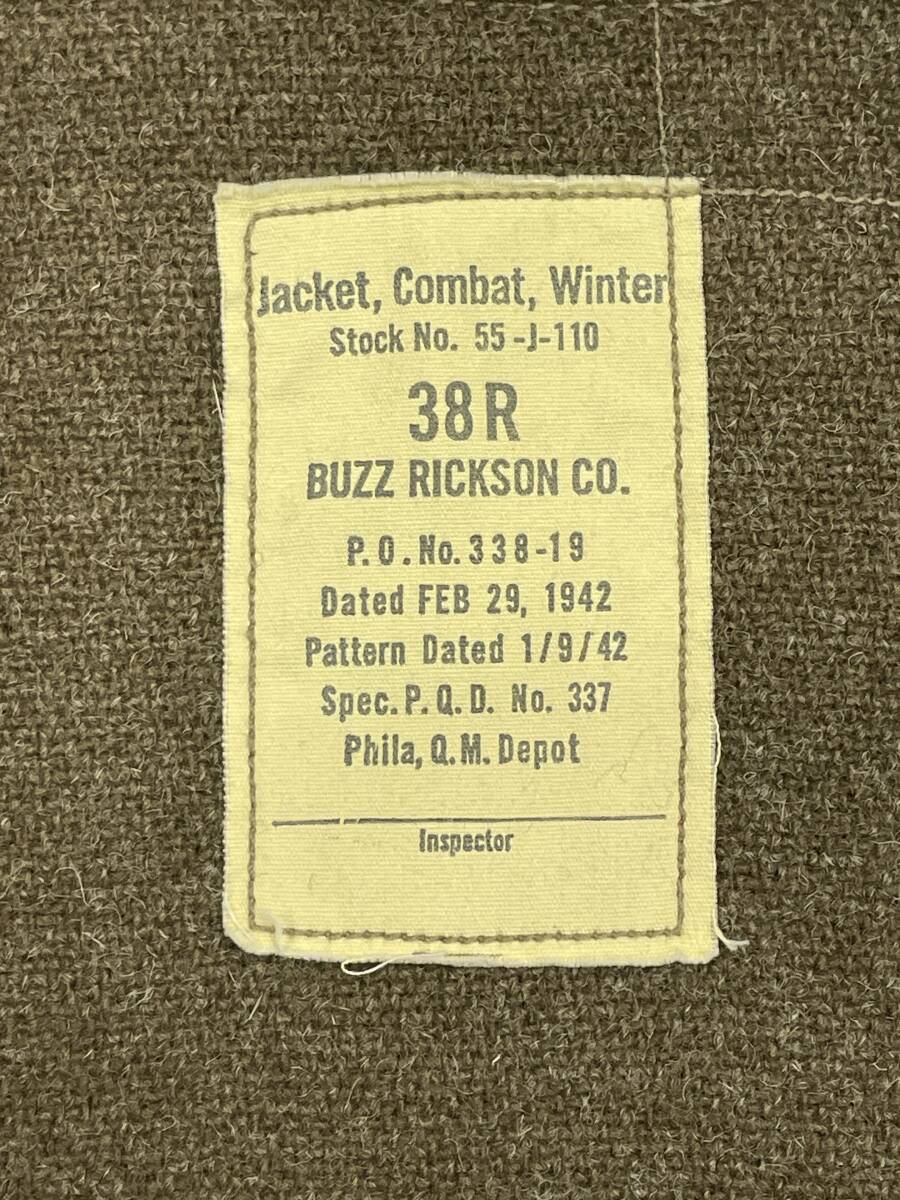 Jacket, Combat, Winter
Stock No. 55-J-110
38R
BUZZ RICKSON CO.
P.O.No.338-19
Dated FEB 29, 1942
Pattern Dated 1/9/42
Spec.P.Q.D. No. 337
Phila, Q.M. Depot
Inspector